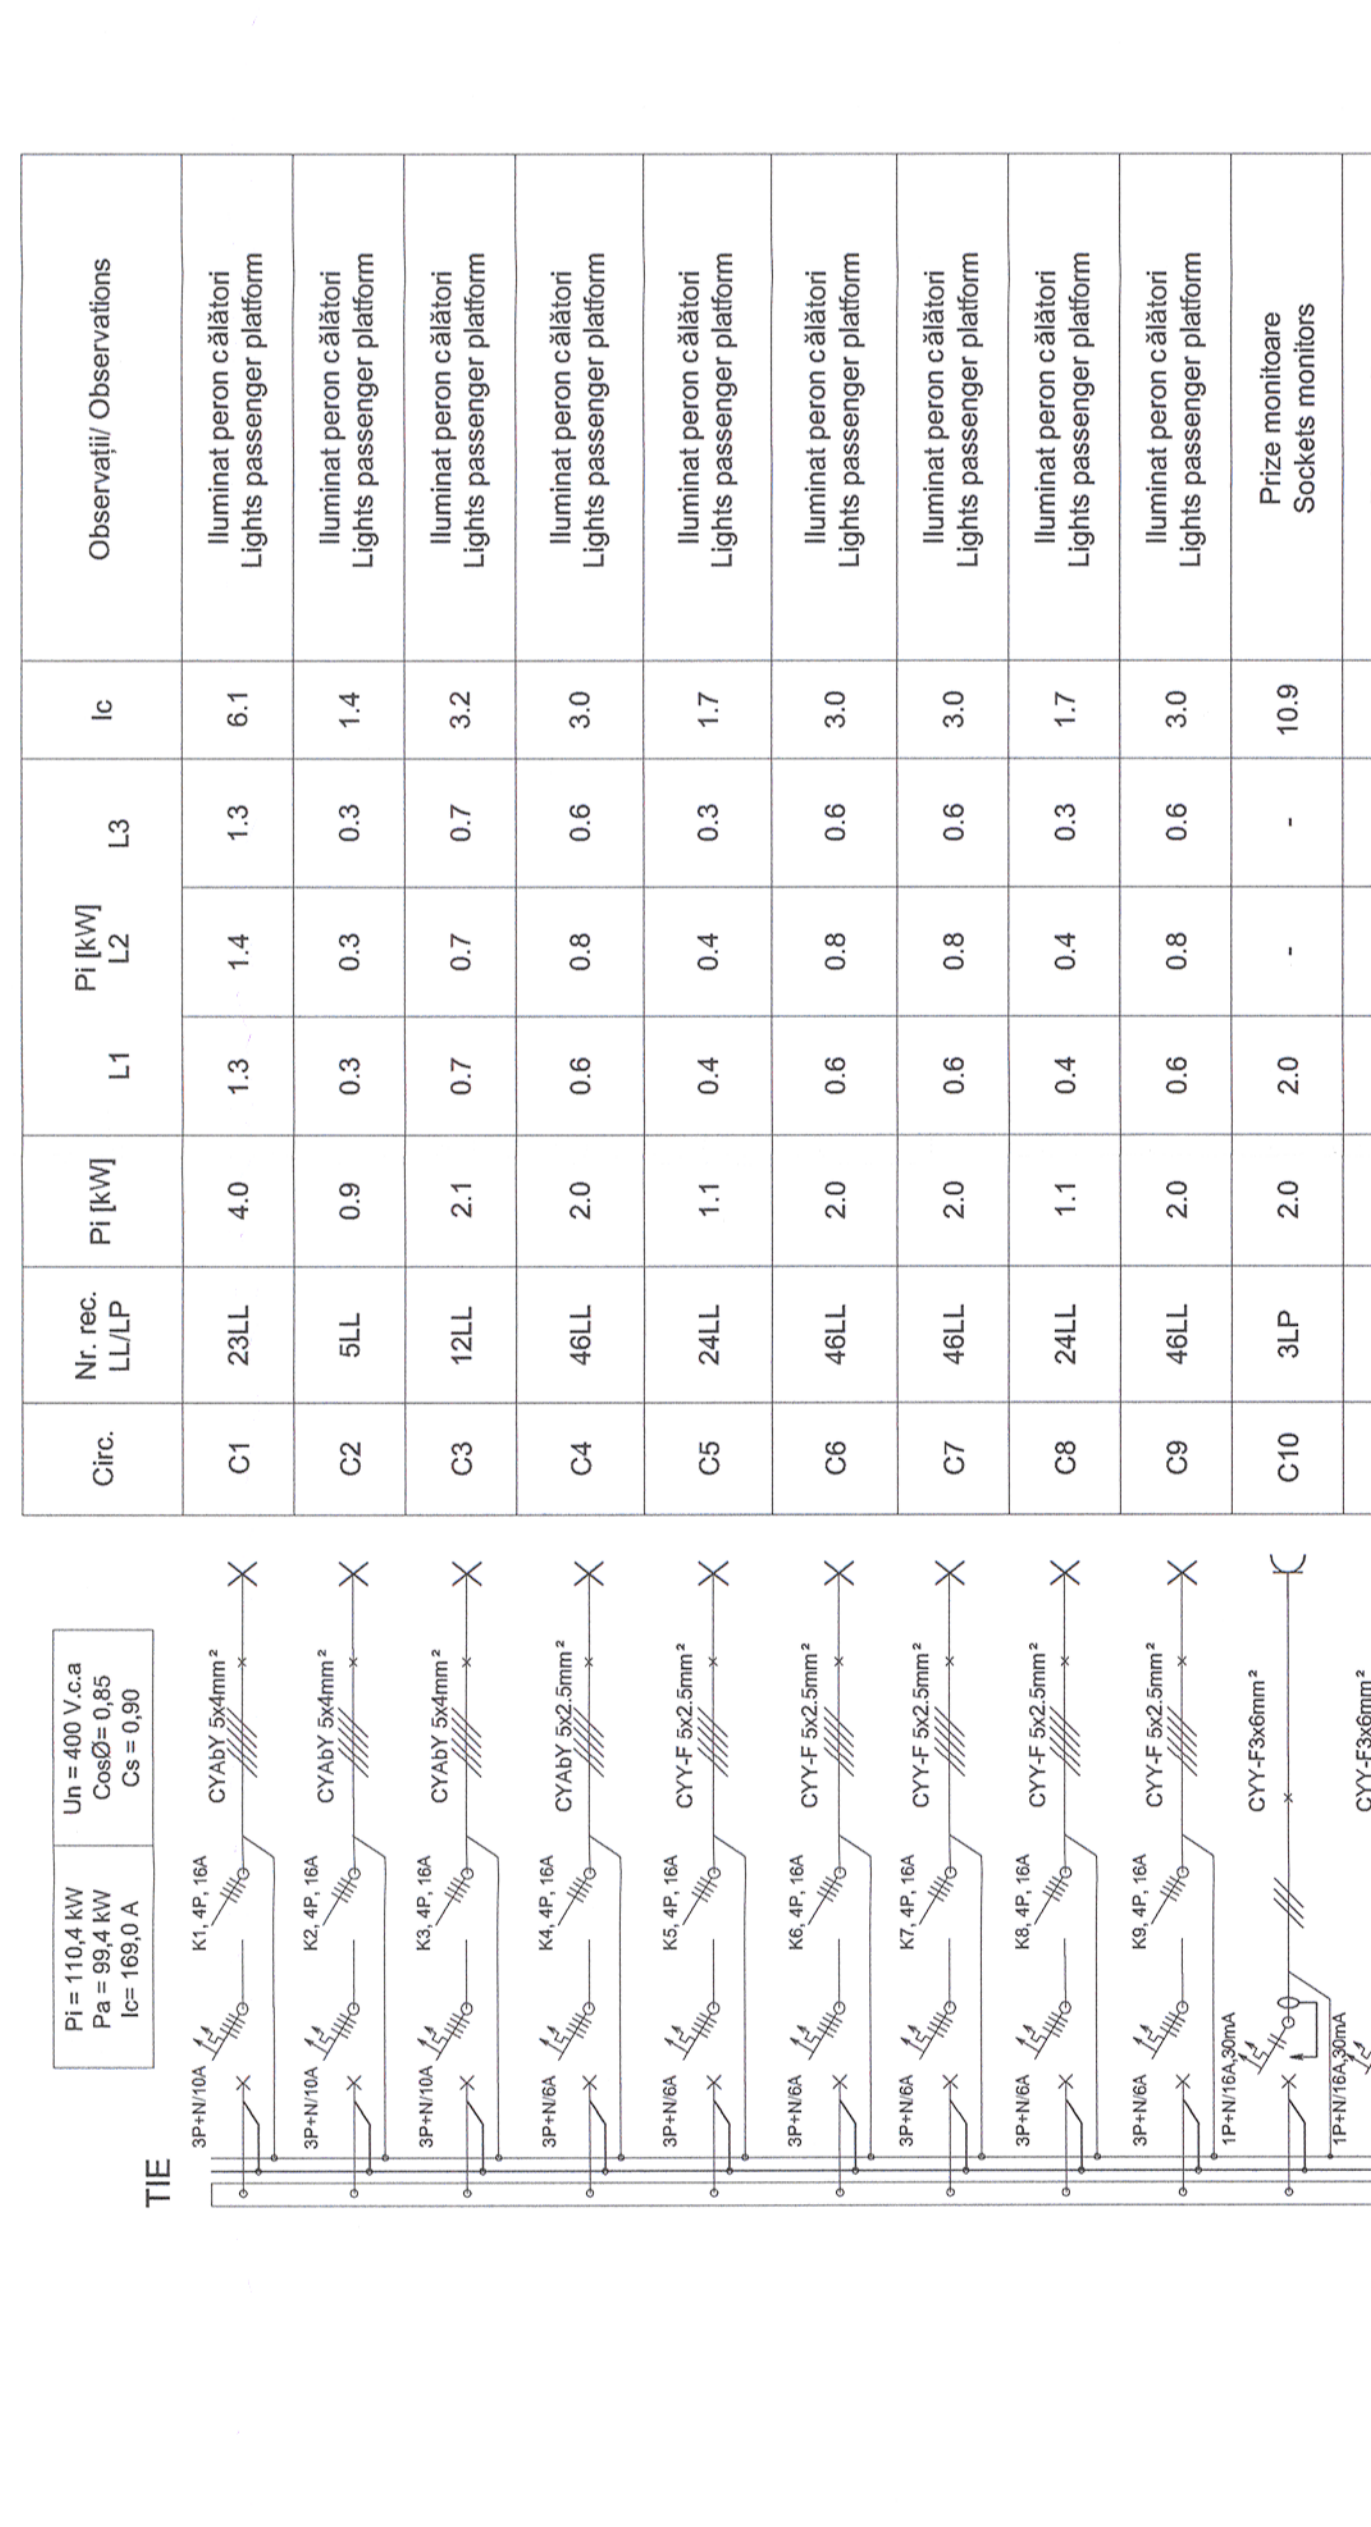 TIE
Pi = 110,4 kW
Pa = 99,4 kW
Ic= 169,0 A
Un = 400 V.c.a
CosØ= 0,85
Cs = 0,90
Circ.
Nr. rec.
LL/LP
Pi [kW]
Pi [kW]
L1 L2 L3
Ic
Observații/ Observations
3P+N/10A K1, 4P, 16A CYAbY 5x4mm²
C1 23LL 4.0 1.3 1.4 1.3 6.1
Iluminat peron călători
Lights passenger platform
3P+N/10A K2, 4P, 16A CYAbY 5x4mm²
C2 5LL 0.9 0.3 0.3 0.3 1.4
Iluminat peron călători
Lights passenger platform
3P+N/10A K3, 4P, 16A CYAbY 5x4mm²
C3 12LL 2.1 0.7 0.7 0.7 3.2
Iluminat peron călători
Lights passenger platform
3P+N/6A K4, 4P, 16A CYAbY 5x2.5mm²
C4 46LL 2.0 0.6 0.8 0.6 3.0
Iluminat peron călători
Lights passenger platform
3P+N/6A K5, 4P, 16A CYY-F 5x2.5mm²
C5 24LL 1.1 0.4 0.4 0.3 1.7
Iluminat peron călători
Lights passenger platform
3P+N/6A K6, 4P, 16A CYY-F 5x2.5mm²
C6 46LL 2.0 0.6 0.8 0.6 3.0
Iluminat peron călători
Lights passenger platform
3P+N/6A K7, 4P, 16A CYY-F 5x2.5mm²
C7 46LL 2.0 0.6 0.8 0.6 3.0
Iluminat peron călători
Lights passenger platform
3P+N/6A K8, 4P, 16A CYY-F 5x2.5mm²
C8 24LL 1.1 0.4 0.4 0.3 1.7
Iluminat peron călători
Lights passenger platform
3P+N/6A K9, 4P, 16A CYY-F 5x2.5mm²
C9 46LL 2.0 0.6 0.8 0.6 3.0
Iluminat peron călători
Lights passenger platform
1P+N/16A,30mA CYY-F3x6mm²
C10 3LP 2.0 2.0 - - 10.9
Prize monitoare
Sockets monitors
1P+N/16A,30mA CYY-F3x6mm²